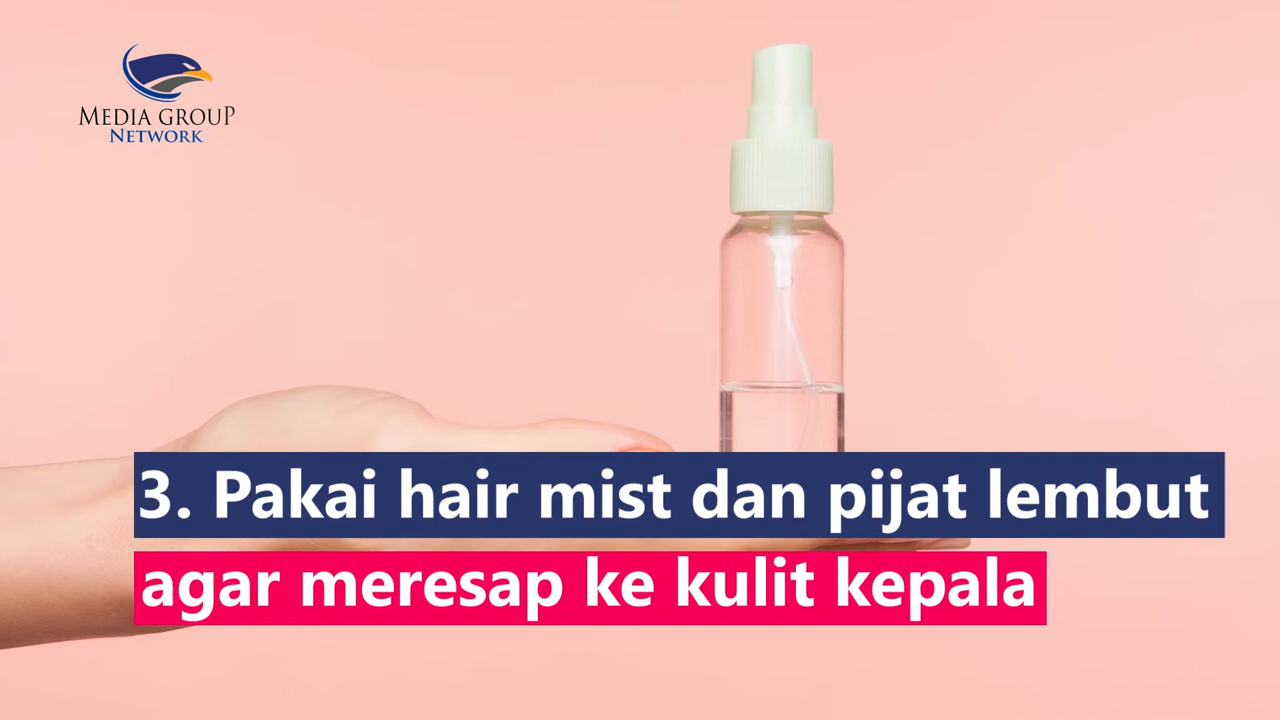 MEDIA GROUP
NETWORK
3. Pakai hair mist dan pijat lembut
agar meresap ke kulit kepala